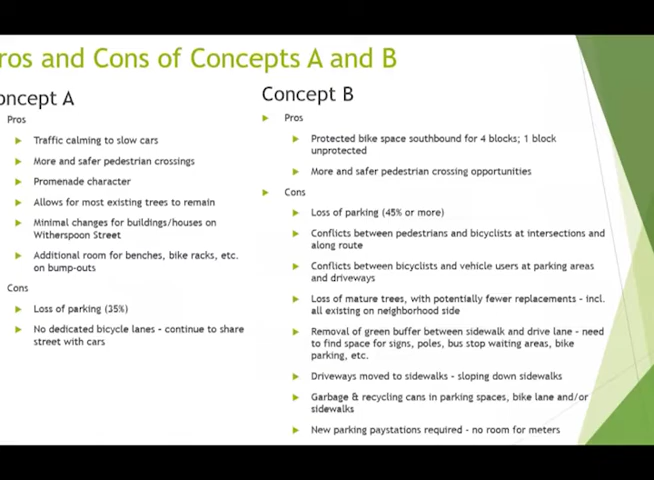 ros and Cons of Concepts A and B
oncept A
Pros
Traffic calming to slow cars
More and safer pedestrian crossings
Promenade character
Allows for most existing trees to remain
Minimal changes for buildings/houses on
Witherspoon Street
Additional room for benches, bike racks, etc.
on bump-outs
Cons
Loss of parking (35%)
No dedicated bicycle lanes - continue to share
street with cars
Concept B
Pros
Protected bike space southbound for 4 blocks; 1 block
unprotected
More and safer pedestrian crossing opportunities
Cons
Loss of parking (45% or more)
Conflicts between pedestrians and bicyclists at intersections and
along route
Conflicts between bicyclists and vehicle users at parking areas
and driveways
Loss of mature trees, with potentially fewer replacements - incl.
all existing on neighborhood side
Removal of green buffer between sidewalk and drive lane - need
to find space for signs, poles, bus stop waiting areas, bike
parking, etc.
Driveways moved to sidewalks - sloping down sidewalks
Garbage & recycling cans in parking spaces, bike lane and/or
sidewalks
New parking paystations required - no room for meters